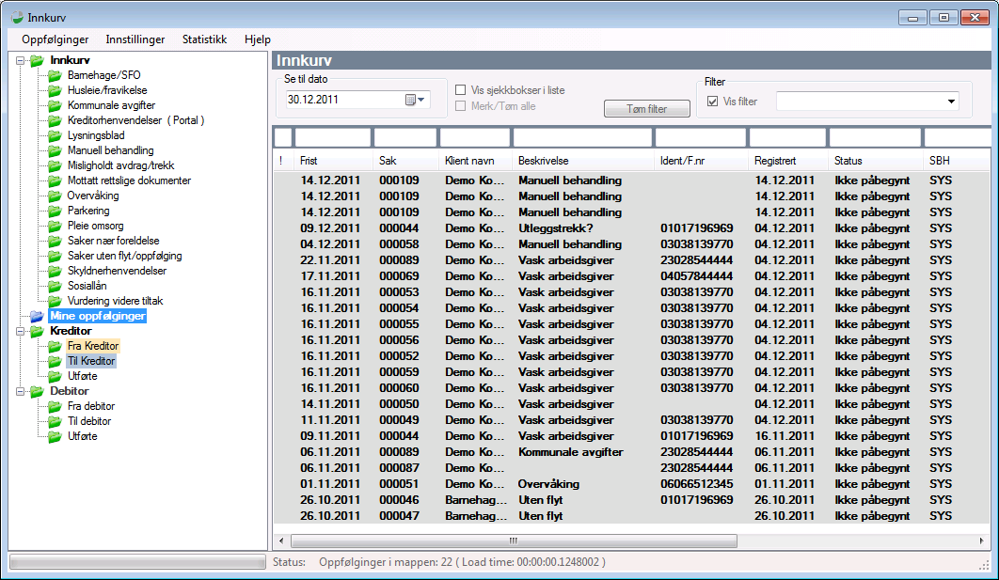 Innkurv
Oppfølginger Innstillinger Statistikk Hjelp
Innkurv
Barnehage/SFO
Husleie/fravikelse
Kommunale avgifter
Kreditorhenvendelser ( Portal )
Lysningsblad
Manuell behandling
Misligholdt avdrag/trekk
Mottatt rettslige dokumenter
Overvåking
Parkering
Pleie omsorg
Saker nær foreldelse
Saker uten flyt/oppfølging
Skyldnerhenvendelser
Sosiallån
Vurdering videre tiltak
Mine oppfølginger
Kreditor
Fra Kreditor
Til Kreditor
Utførte
Debitor
Fra debitor
Til debitor
Utførte
Innkurv
Se til dato
30.12.2011
Vis sjekkbokser i liste
Merk/Tøm alle
Tøm filter
Filter
Vis filter
! Frist Sak Klient navn Beskrivelse Ident/F.nr Registrert Status SBH
14.12.2011 000109 Demo Ko... Manuell behandling 14.12.2011 Ikke påbegynt SYS
14.12.2011 000109 Demo Ko... Manuell behandling 14.12.2011 Ikke påbegynt SYS
14.12.2011 000109 Demo Ko... Manuell behandling 14.12.2011 Ikke påbegynt SYS
09.12.2011 000044 Demo Ko... Utleggstrekk? 01017196969 04.12.2011 Ikke påbegynt SYS
04.12.2011 000058 Demo Ko... Manuell behandling 03038139770 04.12.2011 Ikke påbegynt SYS
22.11.2011 000089 Demo Ko... Vask arbeidsgiver 23028544444 04.12.2011 Ikke påbegynt SYS
17.11.2011 000069 Demo Ko... Vask arbeidsgiver 04057844444 04.12.2011 Ikke påbegynt SYS
16.11.2011 000053 Demo Ko... Vask arbeidsgiver 03038139770 04.12.2011 Ikke påbegynt SYS
16.11.2011 000054 Demo Ko... Vask arbeidsgiver 03038139770 04.12.2011 Ikke påbegynt SYS
16.11.2011 000055 Demo Ko... Vask arbeidsgiver 03038139770 04.12.2011 Ikke påbegynt SYS
16.11.2011 000056 Demo Ko... Vask arbeidsgiver 03038139770 04.12.2011 Ikke påbegynt SYS
16.11.2011 000052 Demo Ko... Vask arbeidsgiver 03038139770 04.12.2011 Ikke påbegynt SYS
16.11.2011 000059 Demo Ko... Vask arbeidsgiver 03038139770 04.12.2011 Ikke påbegynt SYS
16.11.2011 000060 Demo Ko... Vask arbeidsgiver 03038139770 04.12.2011 Ikke påbegynt SYS
14.11.2011 000050 Demo Ko... Vask arbeidsgiver 04.12.2011 Ikke påbegynt SYS
11.11.2011 000049 Demo Ko... Vask arbeidsgiver 03038139770 04.12.2011 Ikke påbegynt SYS
09.11.2011 000044 Demo Ko... Vask arbeidsgiver 01017196969 16.11.2011 Ikke påbegynt SYS
06.11.2011 000089 Demo Ko... Kommunale avgifter 23028544444 06.11.2011 Ikke påbegynt SYS
06.11.2011 000087 Demo Ko... 23028544444 06.11.2011 Ikke påbegynt SYS
01.11.2011 000051 Demo Ko... Overvåking 06066512345 01.11.2011 Ikke påbegynt SYS
26.10.2011 000046 Barnehag... Uten flyt 01017196969 26.10.2011 Ikke påbegynt SYS
26.10.2011 000047 Barnehag... Uten flyt 26.10.2011 Ikke påbegynt SYS
Status: Oppfølginger i mappen: 22 ( Load time: 00:00:00.1248002 )